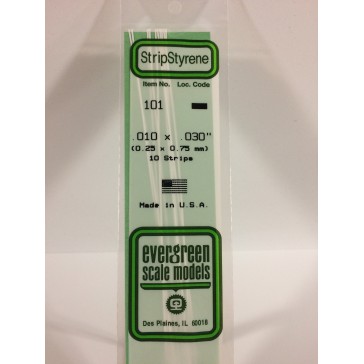 StripStyrene
Item No. Loc. Code
101
.010 x .030"
(0.25 x 0.75 mm)
10 Strips
Made in U.S.A.
evergreen
scale models
Des Plaines, IL 60018